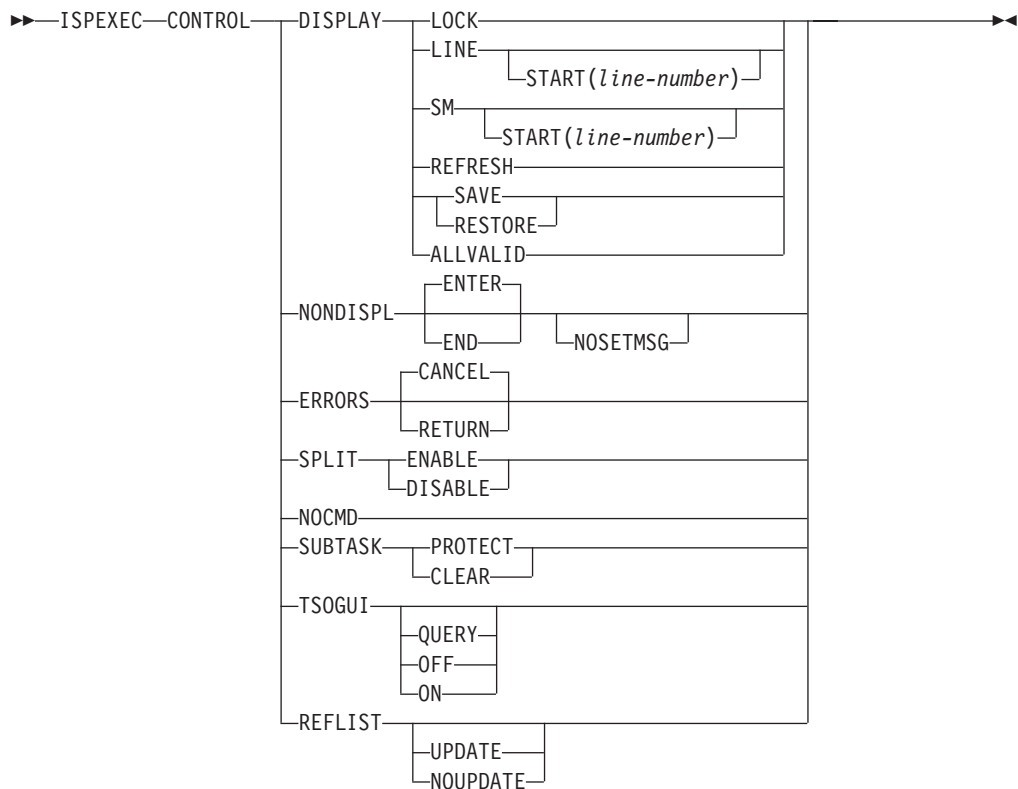 ISPEXEC CONTROL DISPLAY LOCK
LINE
START(line-number)
SM
START(line-number)
REFRESH
SAVE
RESTORE
ALLVALID
ENTER
NONDISPL
END NOSETMSG
CANCEL
ERRORS
RETURN
SPLIT ENABLE
DISABLE
NOCMD
SUBTASK PROTECT
CLEAR
TSOGUI
QUERY
OFF
ON
REFLIST
UPDATE
NOUPDATE